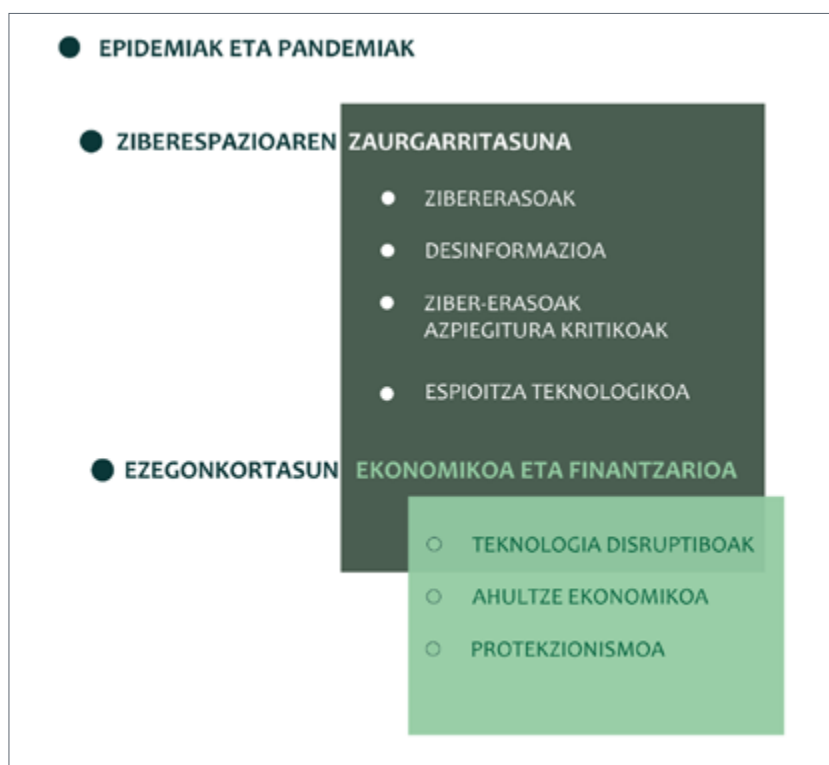 EPIDEMIAK ETA PANDEMIAK
ZIBERESPAZIOAREN ZAURGARRITASUNA
ZIBERERASOAK
DESINFORMAZIOA
ZIBER-ERASOAK
AZPIEGITURA KRITIKOAK
ESPIOITZA TEKNOLOGIKOA
EZEGONKORTASUN EKONOMIKOA ETA FINANTZARIOA
TEKNOLOGIA DISRUPTIBOAK
AHULTZE EKONOMIKOA
PROTEKZIONISMOA